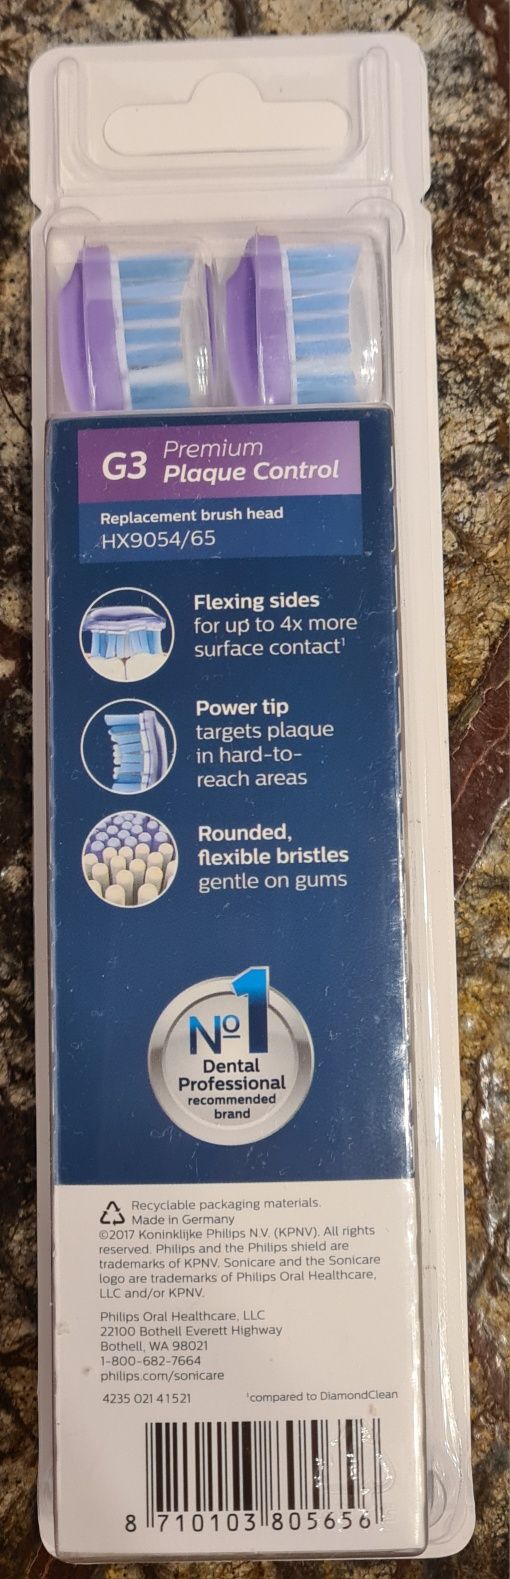 G3 Premium
Plaque Control
Replacement brush head
HX9054/65
Flexing sides
for up to 4x more
surface contact¹
Power tip
targets plaque
in hard-to-
reach areas
Rounded,
flexible bristles
gentle on gums
Nº1
Dental
Professional
recommended
brand
Recyclable packaging materials.
Made in Germany
©2017 Koninklijke Philips N.V. (KPNV). All rights
reserved. Philips and the Philips shield are
trademarks of KPNV. Sonicare and the Sonicare
logo are trademarks of Philips Oral Healthcare,
LLC and/or KPNV.
Philips Oral Healthcare, LLC
22100 Bothell Everett Highway
Bothell, WA 98021
1-800-682-7664
philips.com/sonicare
4235 021 41521 ¹compared to DiamondClean
8 710103 805656